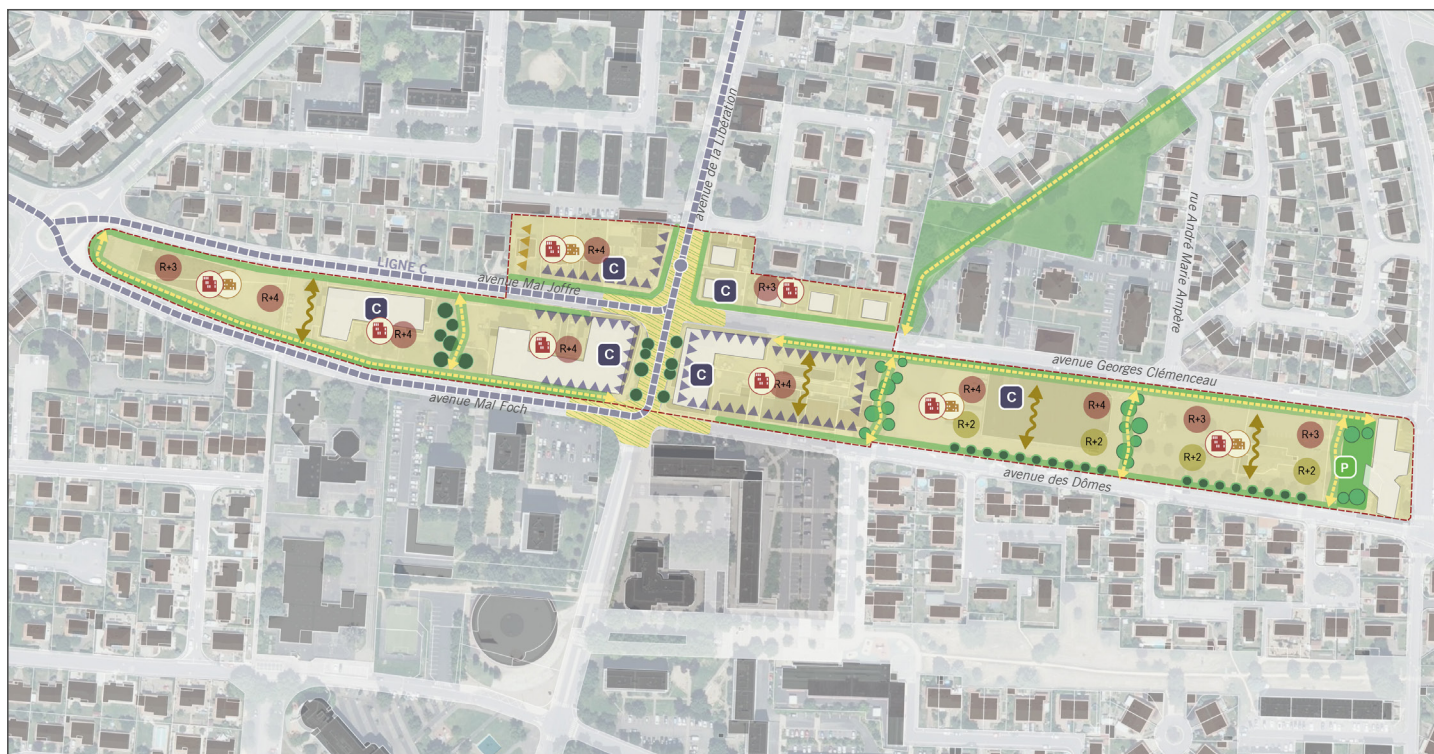 avenue de la Libération
rue André Marie Ampère
LIGNE C
avenue Mal Joffre
R+4
C
R+3
C
R+3
R+4
C
R+4
R+4
C
C
R+4
avenue Georges Clémenceau
R+4
R+2
C
R+4
R+2
R+3
R+2
R+3
R+2
P
avenue Mal Foch
avenue des Dômes